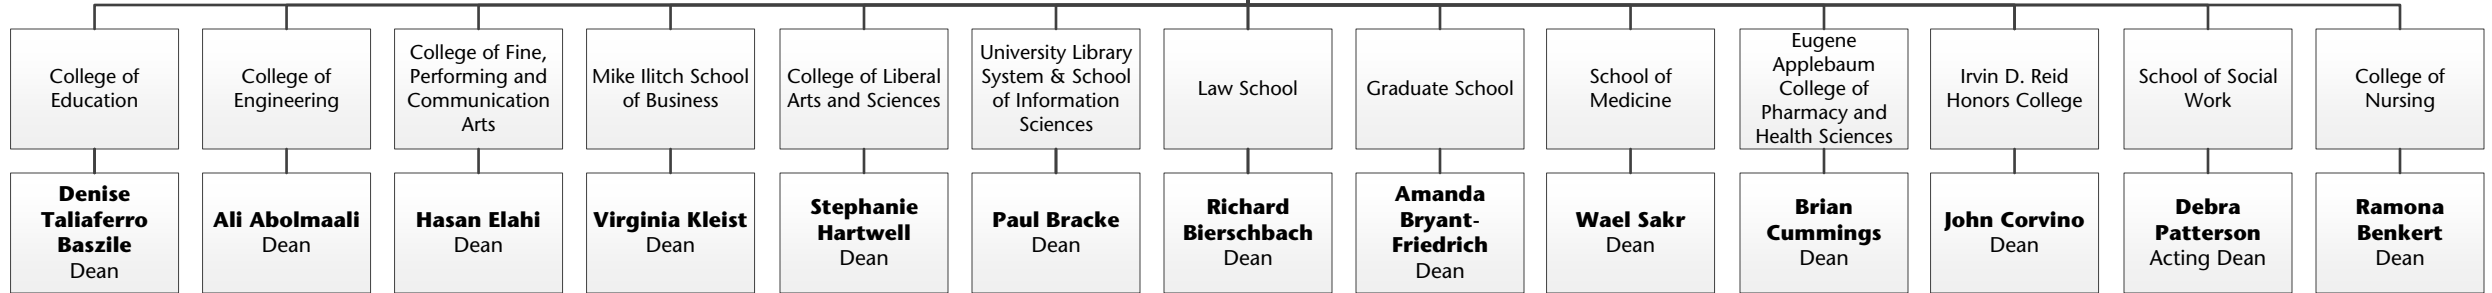 College of
Education
College of
Engineering
College of Fine,
Performing and
Communication
Arts
Mike Ilitch School
of Business
College of Liberal
Arts and Sciences
University Library
System & School
of Information
Sciences
Law School
Graduate School
School of
Medicine
Eugene
Applebaum
College of
Pharmacy and
Health Sciences
Irvin D. Reid
Honors College
School of Social
Work
College of
Nursing
Denise
Taliaferro
Baszile
Dean
Ali Abolmaali
Dean
Hasan Elahi
Dean
Virginia Kleist
Dean
Stephanie
Hartwell
Dean
Paul Bracke
Dean
Richard
Bierschbach
Dean
Amanda
Bryant-
Friedrich
Dean
Wael Sakr
Dean
Brian
Cummings
Dean
John Corvino
Dean
Debra
Patterson
Acting Dean
Ramona
Benkert
Dean